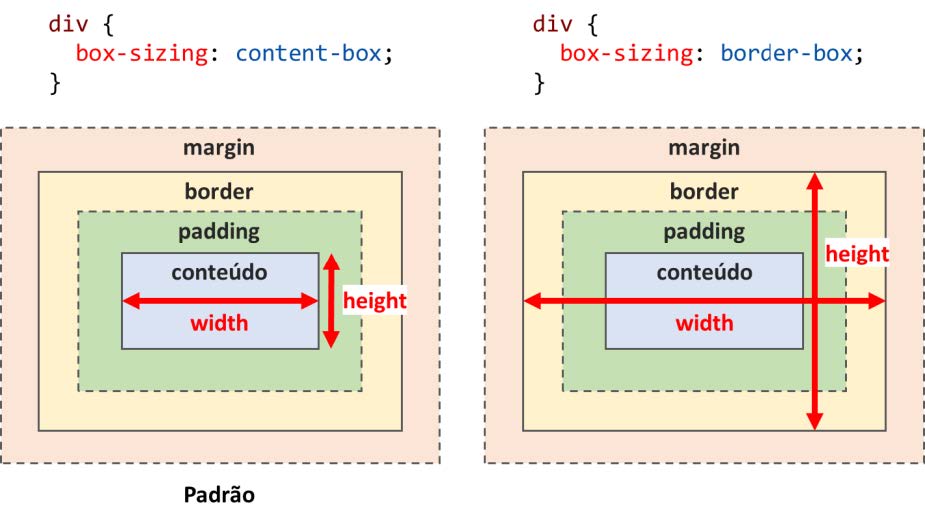 div {
  box-sizing: content-box;
}
margin
border
padding
conteúdo
height
width
Padrão
div {
  box-sizing: border-box;
}
margin
border
padding
height
conteúdo
width